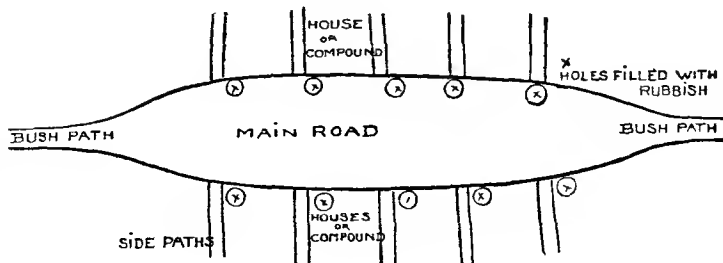 HOUSE
OR
COMPOUND
X
HOLES FILLED WITH
RUBBISH
X X X X X
BUSH PATH
MAIN ROAD
BUSH PATH
X X X X
HOUSES
OR
COMPOUND
SIDE PATHS